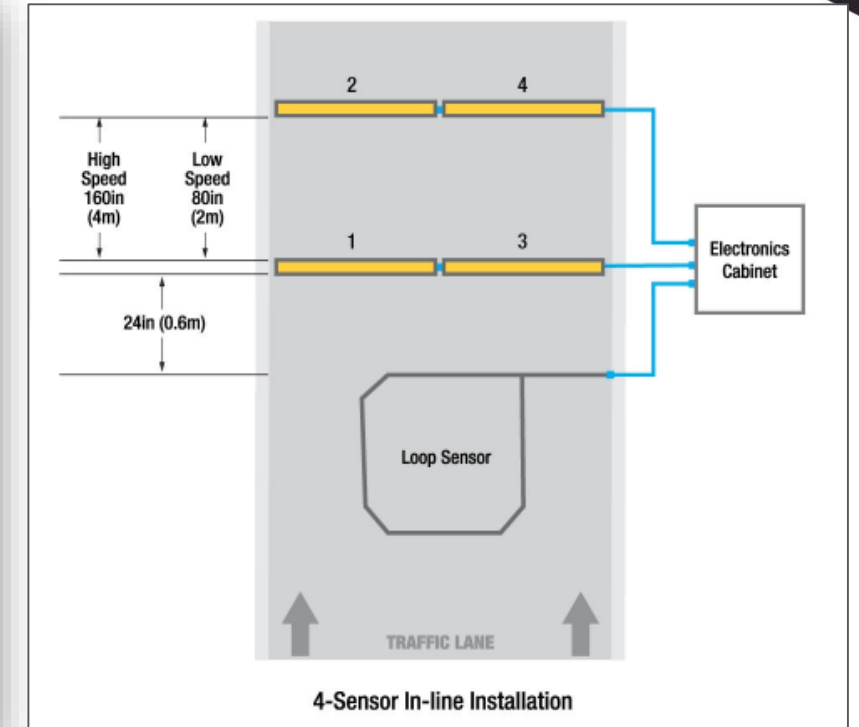 2
4
High
Speed
160in
(4m)
Low
Speed
80in
(2m)
1
3
Electronics
Cabinet
24in (0.6m)
Loop Sensor
TRAFFIC LANE
4-Sensor In-line Installation